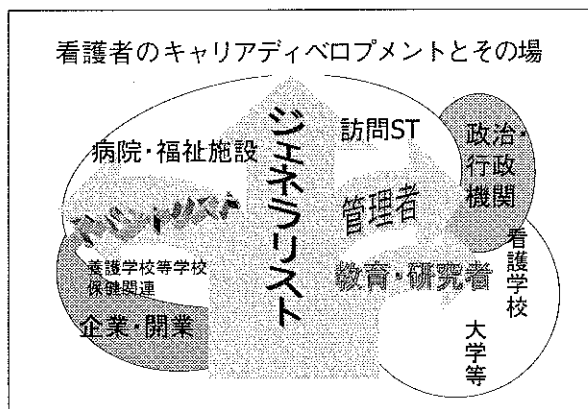 看護者のキャリアディベロプメントとその場
病院・福祉施設
訪問ST
政治・
行政
機関
ジェネラリスト
管理者
養護学校等学校
保健関連
教育・研究者
看護学校
企業・開業
大学等